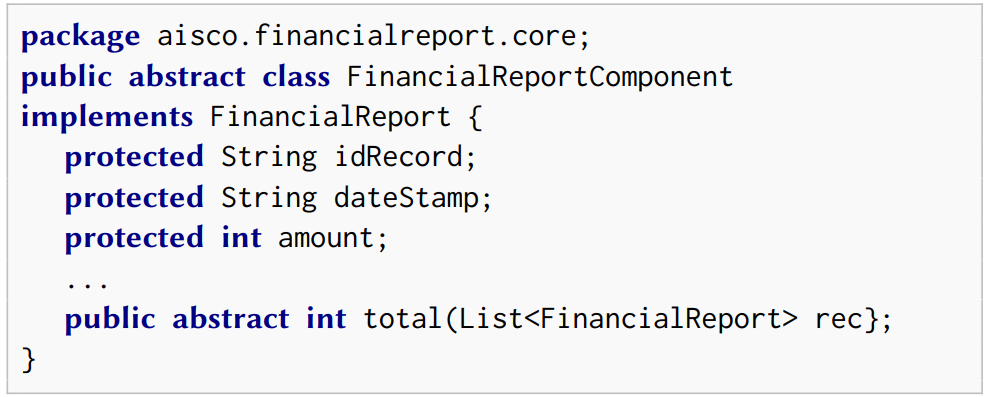 package aisco.financialreport.core;
public abstract class FinancialReportComponent
implements FinancialReport {
protected String idRecord;
protected String dateStamp;
protected int amount;
...
public abstract int total(List<FinancialReport> rec};
}